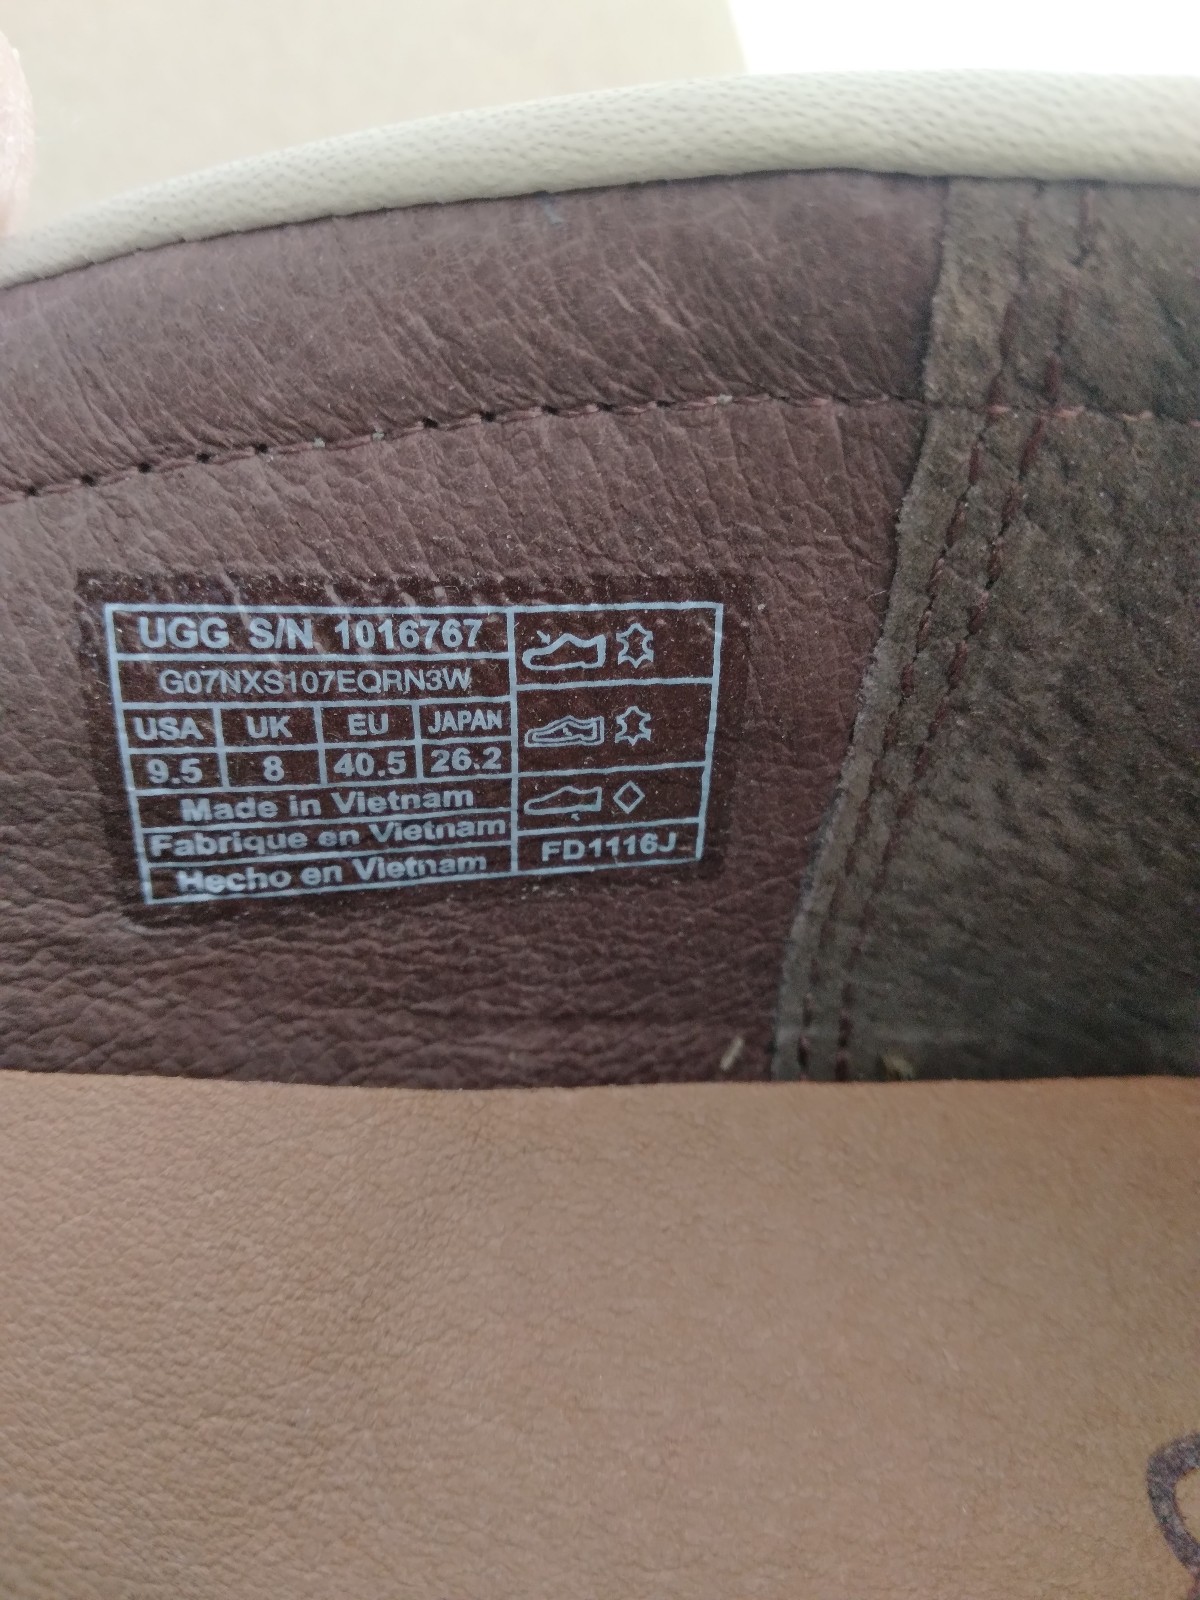 UGG S/N 1016767
G07NXS107EQRN3W
USA UK EU JAPAN
9.5 8 40.5 26.2
Made in Vietnam
Fabrique en Vietnam
Hecho en Vietnam
FD1116J